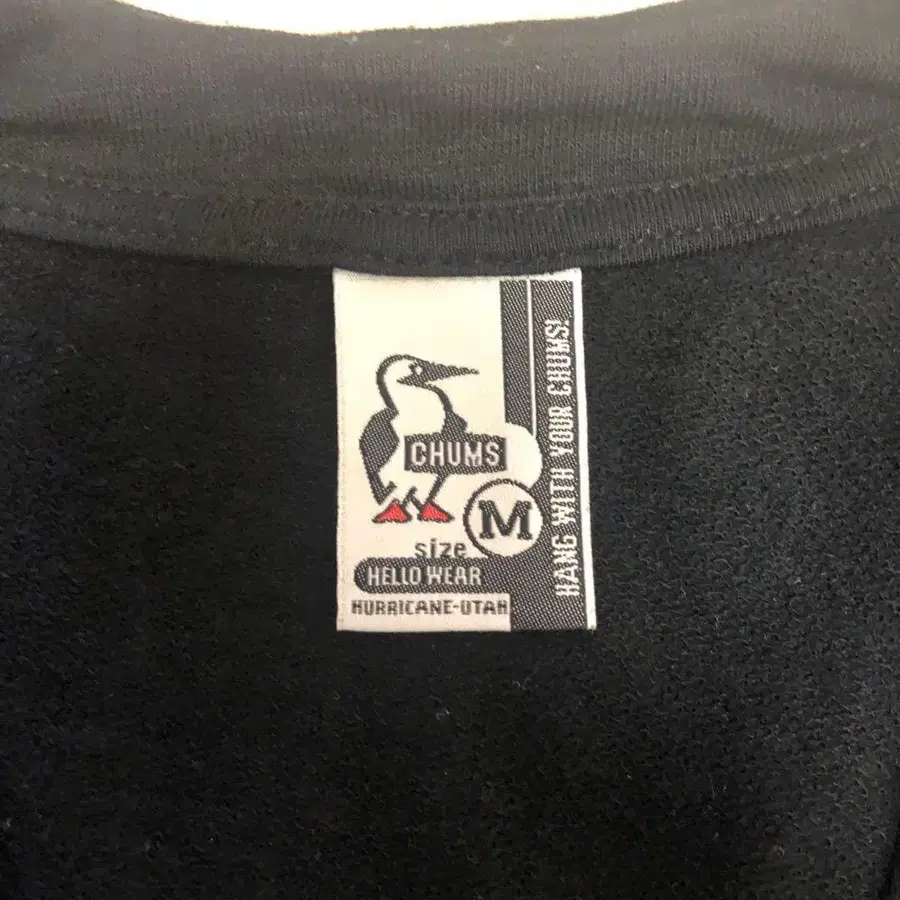 CHUMS
M
size
HELLO WEAR
HURRICANE-UTAH
HANG WITH YOUR CHUMS!